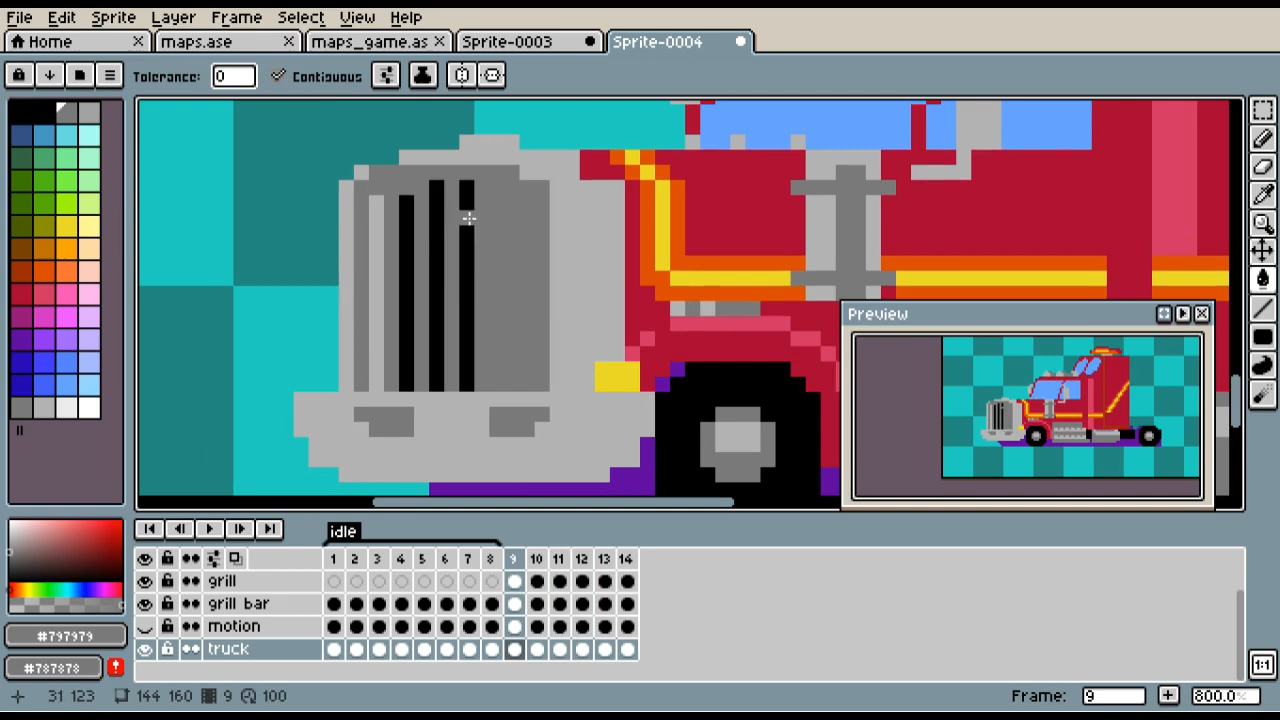 File Edit Sprite Layer Frame Select View Help
Home maps.ase maps_game.as Sprite-0003 Sprite-0004
Tolerance: 0 Contiguous
Preview
idle
1 2 3 4 5 6 7 8 9 10 11 12 13 14
grill
grill bar
motion
truck
#797979
#787878
1:1
31 123 144 160 9 100 Frame: 9 800.0%